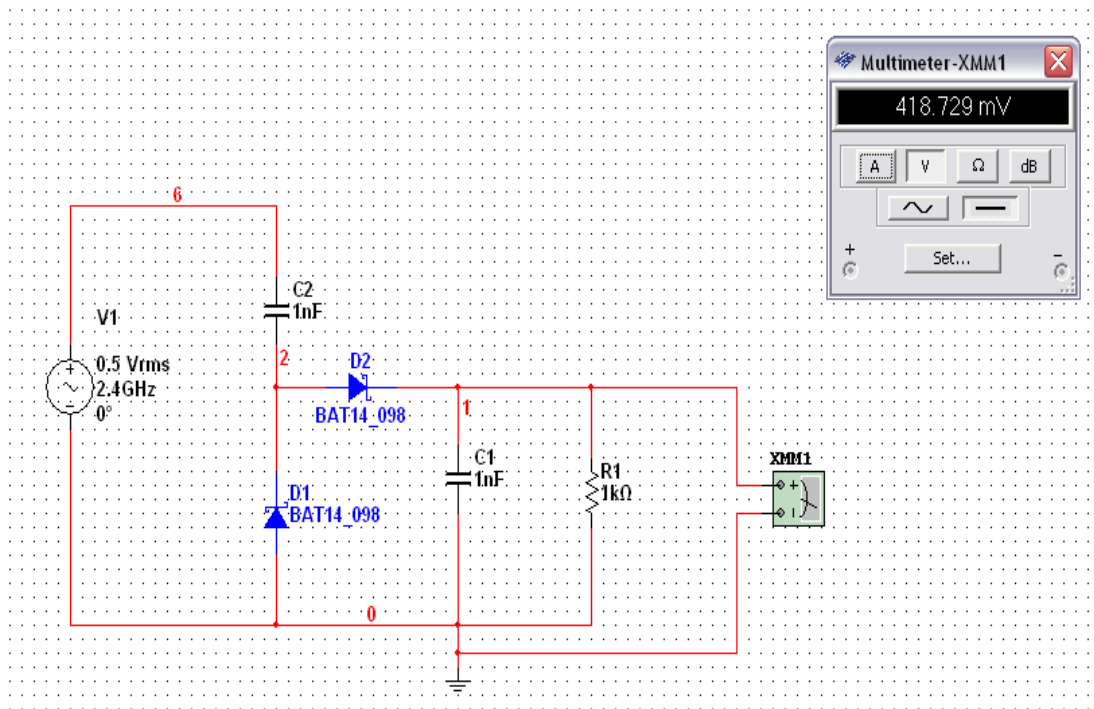 Multimeter-XMM1
418.729 mV
A
V
Ω
dB
+
Set...
-
6
C2
1nF
V1
0.5 Vrms
2.4GHz
0°
2
D2
BAT14_098
1
C1
1nF
R1
1kΩ
XMM1
D1
BAT14_098
0